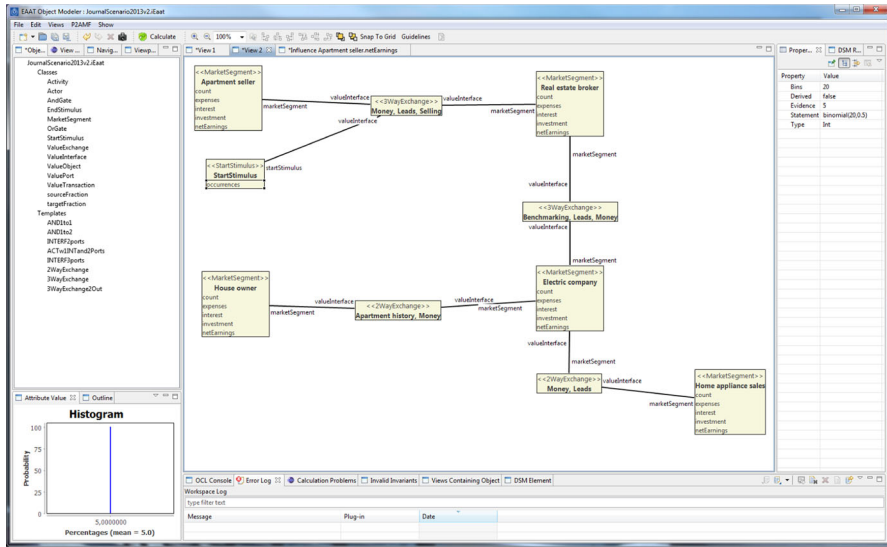 EAAT Object Modeler : JournalScenario2013v2.iEaat
File Edit Views P2AMF Show
Calculate 100% Snap To Grid Guidelines
*Obje... View ... Navig... Viewp...
JournalScenario2013v2.iEaat
Classes
Activity
Actor
AndGate
EndStimulus
MarketSegment
OrGate
StartStimulus
ValueExchange
ValueInterface
ValueObject
ValuePort
ValueTransaction
sourceFraction
targetFraction
Templates
AND1to1
AND1to2
INTERF2ports
ACTw1INTand2Ports
INTERF3ports
2WayExchange
3WayExchange
3WayExchange2Out
Attribute Value Outline
Histogram
Probability
100
75
50
25
0
5,0000000
Percentages (mean = 5.0)
*View 1 *View 2 *Influence Apartment seller.netEarnings
<<MarketSegment>>
Apartment seller
count
expenses
interest
investment
netEarnings
marketSegment
valueInterface
<<3WayExchange>>
Money, Leads, Selling
valueInterface
valueInterface
marketSegment
<<MarketSegment>>
Real estate broker
count
expenses
interest
investment
netEarnings
<<StartStimulus>>
StartStimulus
occurrences
startStimulus
marketSegment
valueInterface
<<3WayExchange>>
Benchmarking, Leads, Money
valueInterface
marketSegment
<<MarketSegment>>
House owner
count
expenses
interest
investment
netEarnings
marketSegment
valueInterface
<<2WayExchange>>
Apartment history, Money
valueInterface
marketSegment
<<MarketSegment>>
Electric company
count
expenses
interest
investment
netEarnings
valueInterface
marketSegment
<<2WayExchange>>
Money, Leads
valueInterface
marketSegment
<<MarketSegment>>
Home appliance sales
count
expenses
interest
investment
netEarnings
OCL Console Error Log Calculation Problems Invalid Invariants Views Containing Object DSM Element
Workspace Log
type filter text
Message Plug-in Date
Proper... DSM R...
Property Value
Bins 20
Derived false
Evidence 5
Statement binomial(20,0.5)
Type Int